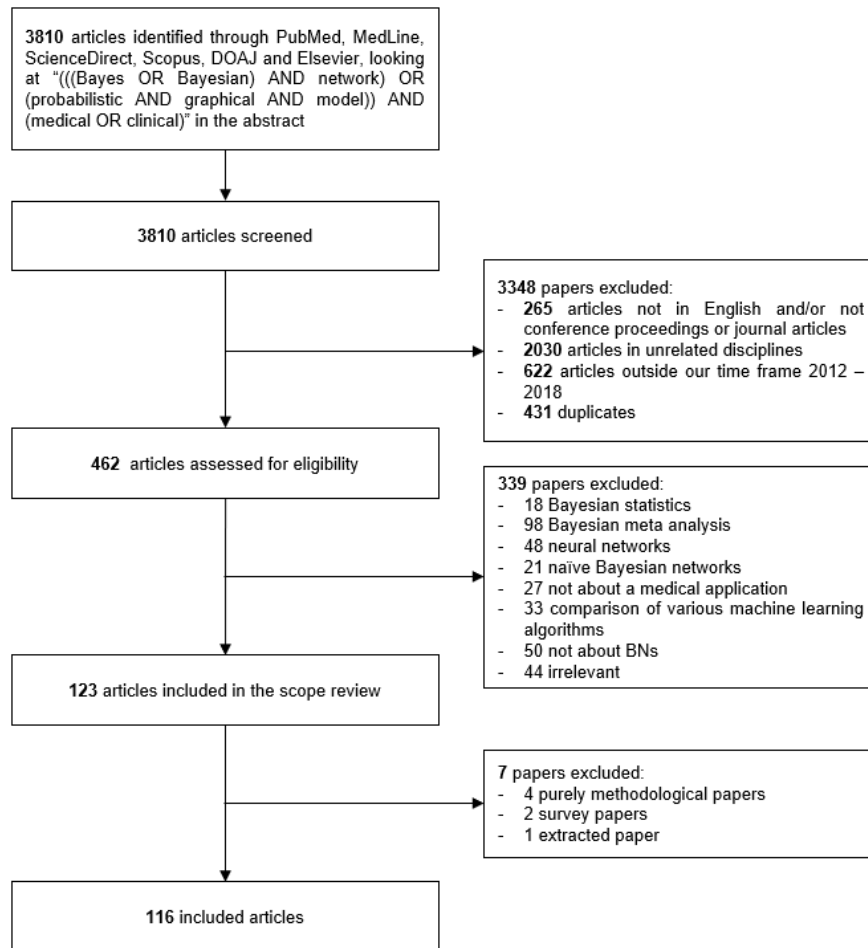 3810 articles identified through PubMed, MedLine,
ScienceDirect, Scopus, DOAJ and Elsevier, looking
at “(((Bayes OR Bayesian) AND network) OR
(probabilistic AND graphical AND model)) AND
(medical OR clinical)” in the abstract
3810 articles screened
3348 papers excluded:
- 265 articles not in English and/or not
conference proceedings or journal articles
- 2030 articles in unrelated disciplines
- 622 articles outside our time frame 2012 –
2018
- 431 duplicates
462 articles assessed for eligibility
339 papers excluded:
- 18 Bayesian statistics
- 98 Bayesian meta analysis
- 48 neural networks
- 21 naïve Bayesian networks
- 27 not about a medical application
- 33 comparison of various machine learning
algorithms
- 50 not about BNs
- 44 irrelevant
123 articles included in the scope review
7 papers excluded:
- 4 purely methodological papers
- 2 survey papers
- 1 extracted paper
116 included articles